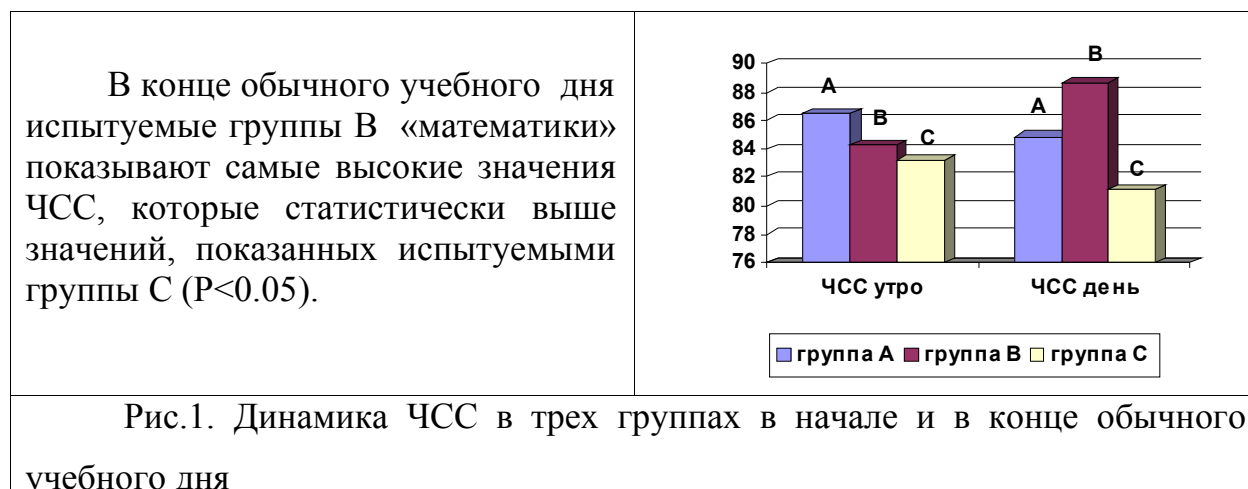 В конце обычного учебного дня
испытуемые группы В «математики»
показывают самые высокие значения
ЧСС, которые статистически выше
значений, показанных испытуемыми
группы С (Р<0.05).
90
88
86
84
82
80
78
76
A
B
C
A
B
C
ЧСС утро
ЧСС день
группа А группа В группа С
Рис.1. Динамика ЧСС в трех группах в начале и в конце обычного
учебного дня